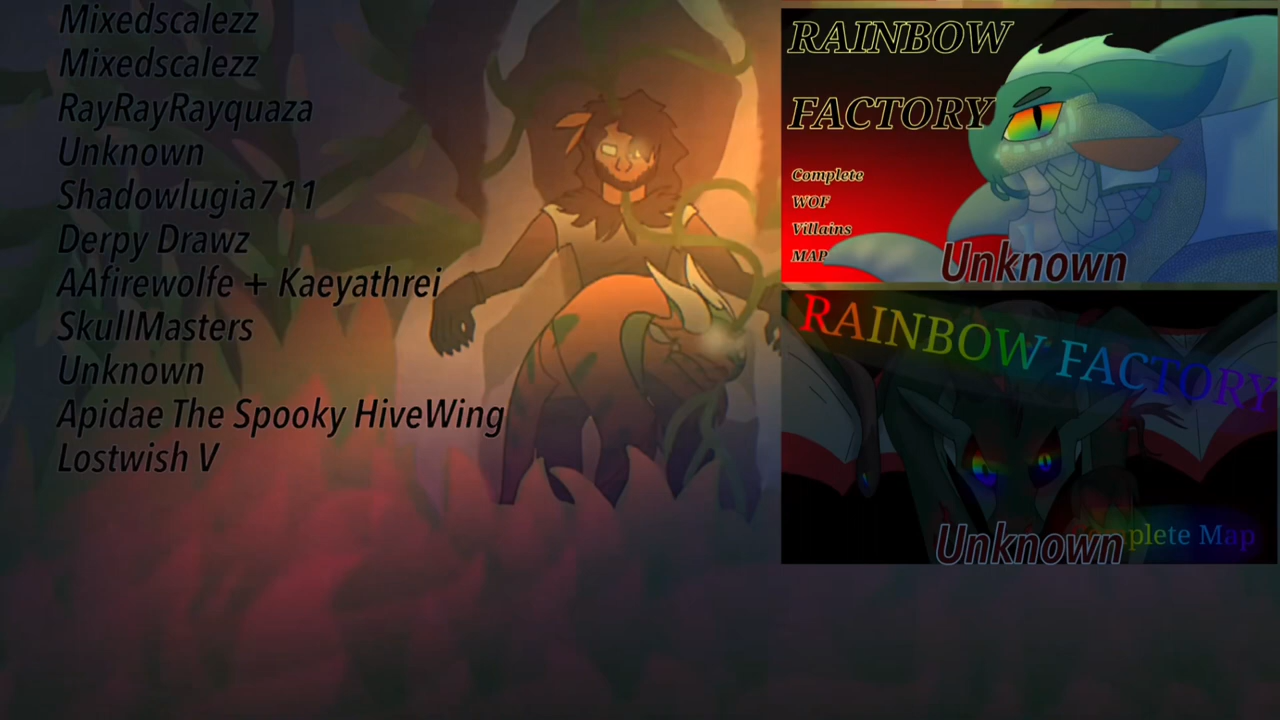 Mixedscalezz
Mixedscalezz
RayRayRayquaza
Unknown
Shadowlugia711
Derpy Drawz
AAfirewolfe + Kaeyathrei
SkullMasters
Unknown
Apidae The Spooky HiveWing
Lostwish V
RAINBOW
FACTORY
Complete
WOF
Villains
MAP
Unknown
RAINBOW FACTORY
plete Map
Unknown